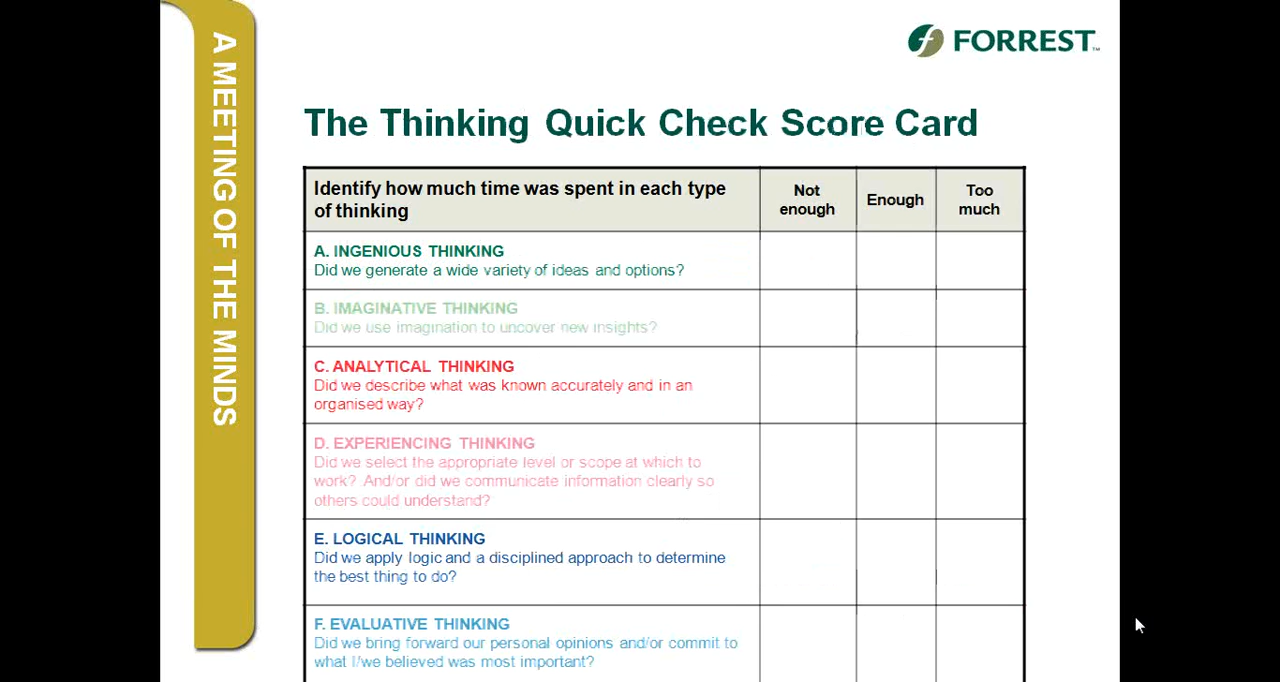 A MEETING OF THE MINDS
FORREST™
The Thinking Quick Check Score Card
Identify how much time was spent in each type
of thinking
Not
enough
Enough
Too
much
A. INGENIOUS THINKING
Did we generate a wide variety of ideas and options?
B. IMAGINATIVE THINKING
Did we use imagination to uncover new insights?
C. ANALYTICAL THINKING
Did we describe what was known accurately and in an
organised way?
D. EXPERIENCING THINKING
Did we select the appropriate level or scope at which to
work? And/or did we communicate information clearly so
others could understand?
E. LOGICAL THINKING
Did we apply logic and a disciplined approach to determine
the best thing to do?
F. EVALUATIVE THINKING
Did we bring forward our personal opinions and/or commit to
what I/we believed was most important?